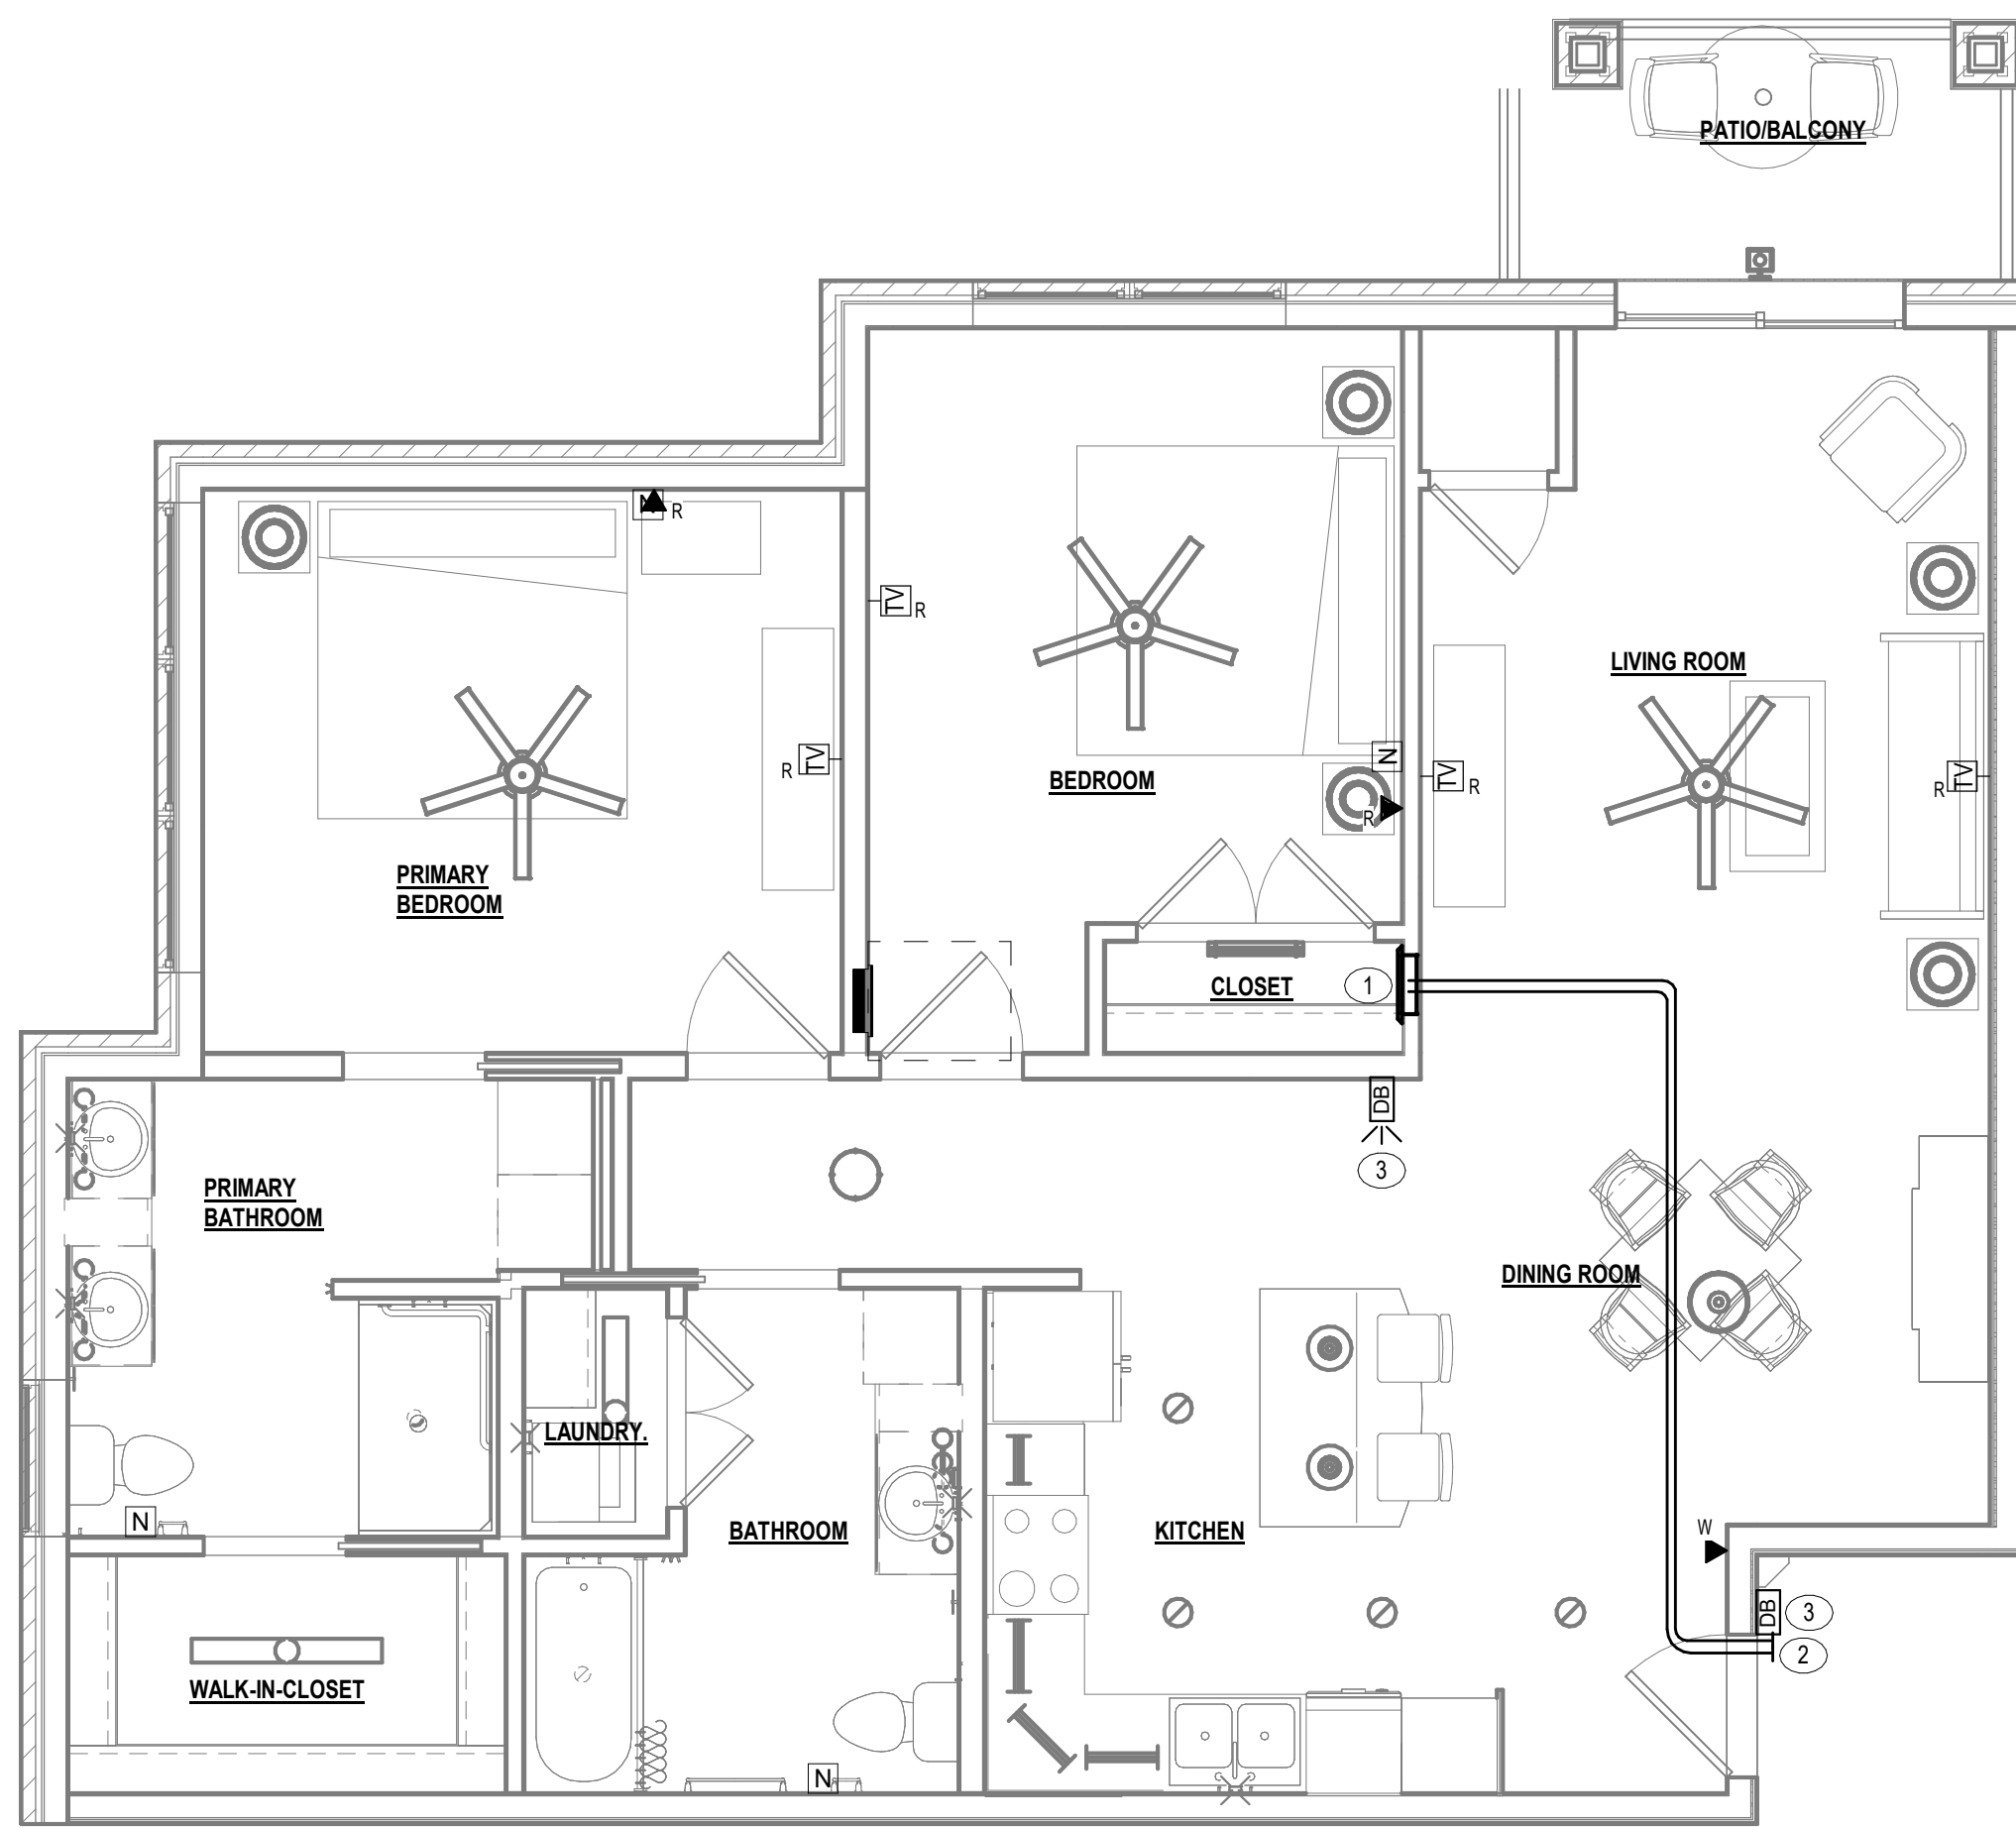 PATIO/BALCONY
N
R
TV
R
LIVING ROOM
R
TV
BEDROOM
N
R
TV
R
R
TV
PRIMARY
BEDROOM
CLOSET
1
DB
3
PRIMARY
BATHROOM
DINING ROOM
LAUNDRY.
N
BATHROOM
KITCHEN
W
DB
3
2
WALK-IN-CLOSET
N